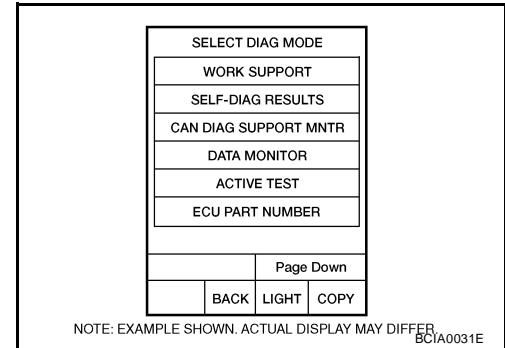 SELECT DIAG MODE
WORK SUPPORT
SELF-DIAG RESULTS
CAN DIAG SUPPORT MNTR
DATA MONITOR
ACTIVE TEST
ECU PART NUMBER
Page Down
BACK LIGHT COPY
NOTE: EXAMPLE SHOWN. ACTUAL DISPLAY MAY DIFFER.
BCIA0031E